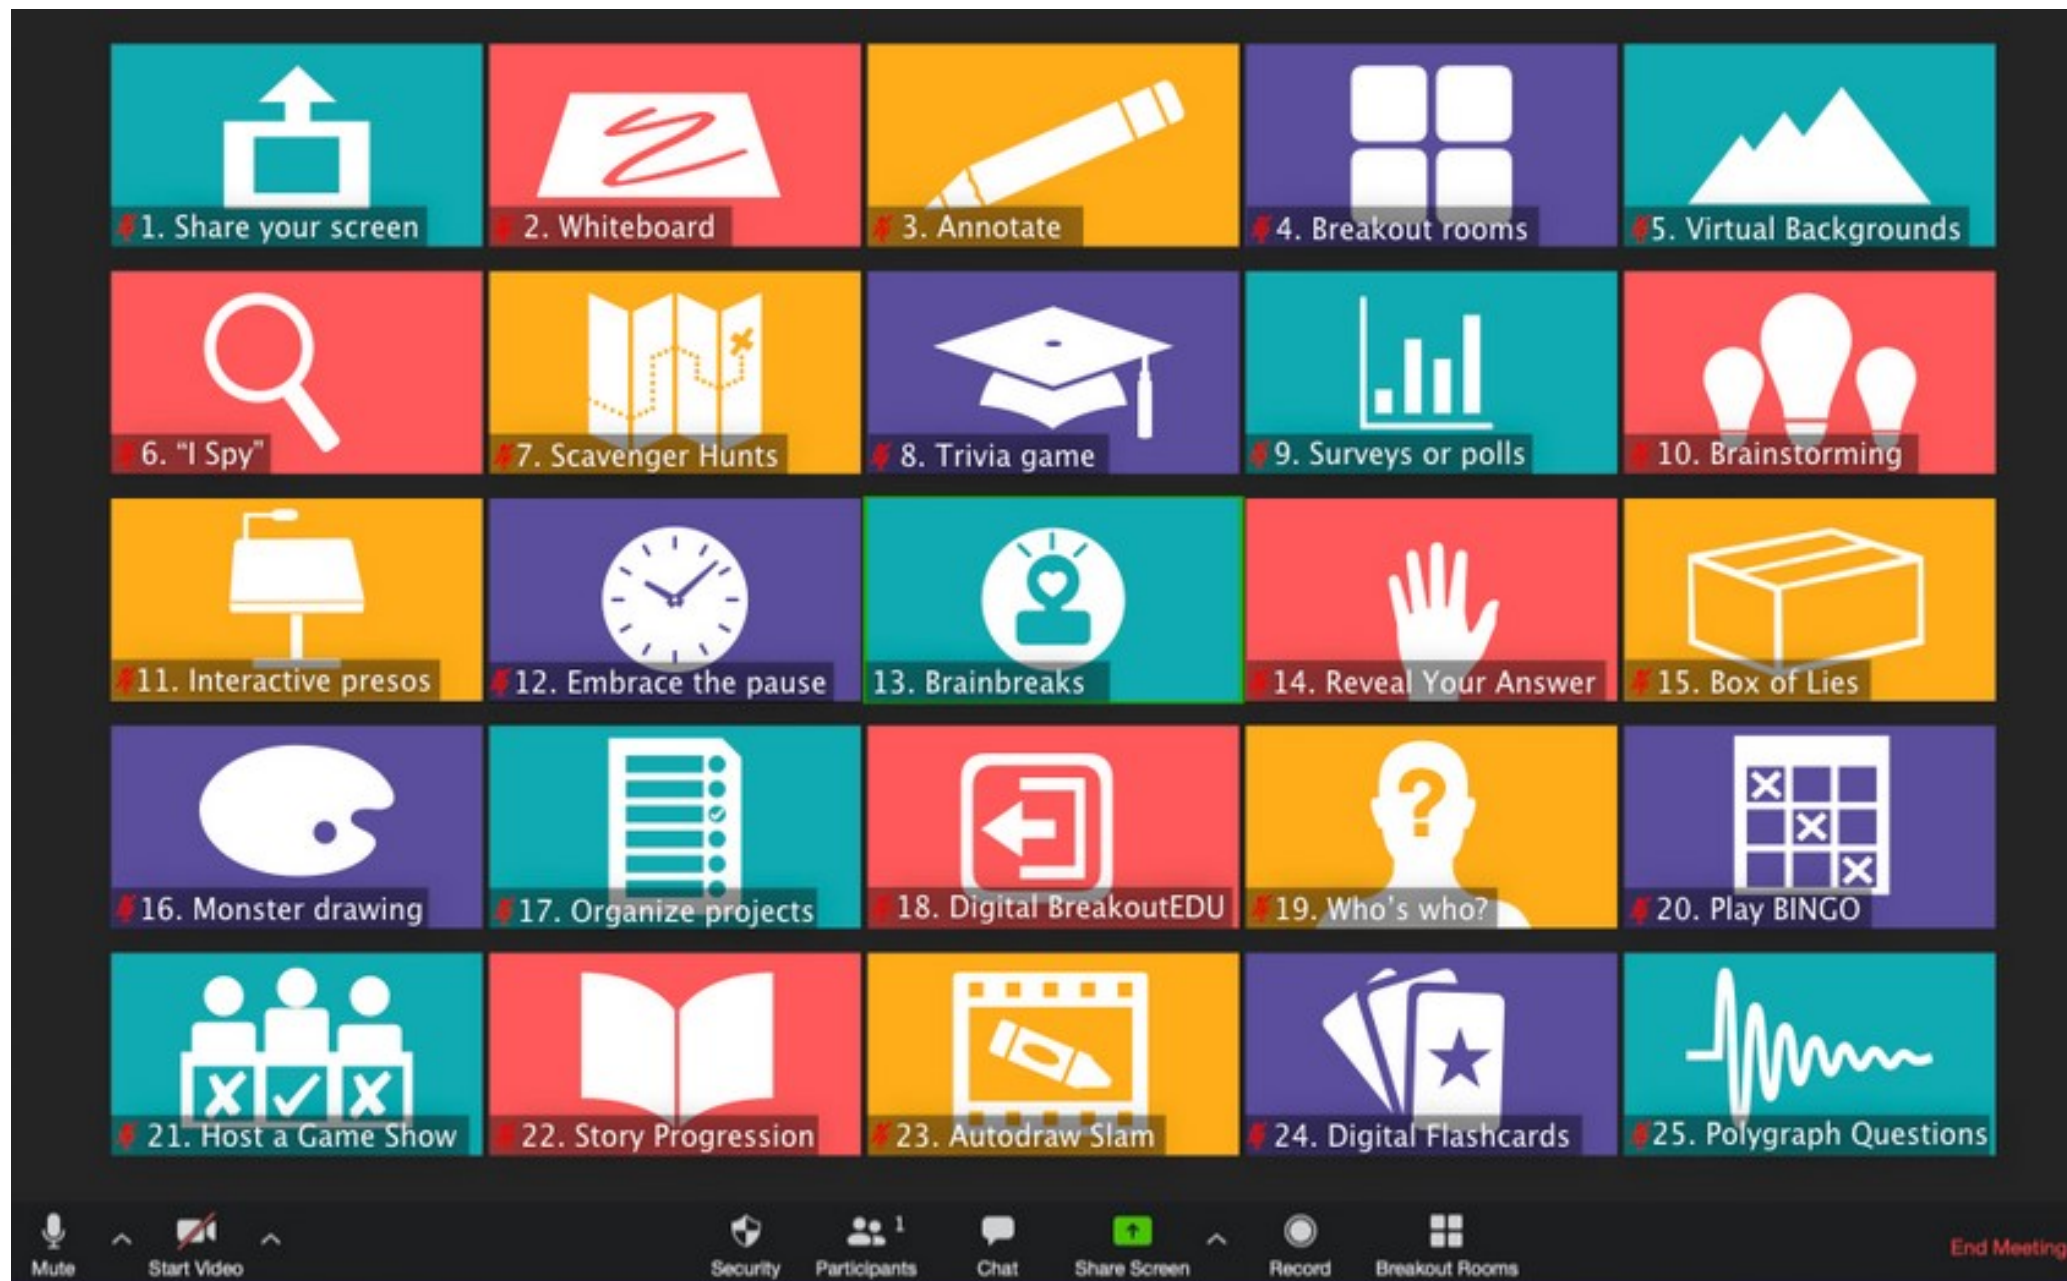 1. Share your screen
2. Whiteboard
3. Annotate
4. Breakout rooms
5. Virtual Backgrounds
6. “I Spy”
7. Scavenger Hunts
8. Trivia game
9. Surveys or polls
10. Brainstorming
11. Interactive presos
12. Embrace the pause
13. Brainbreaks
14. Reveal Your Answer
15. Box of Lies
16. Monster drawing
17. Organize projects
18. Digital BreakoutEDU
19. Who’s who?
20. Play BINGO
21. Host a Game Show
22. Story Progression
23. Autodraw Slam
24. Digital Flashcards
25. Polygraph Questions
Mute
Start Video
Security
1
Participants
Chat
Share Screen
Record
Breakout Rooms
End Meeting